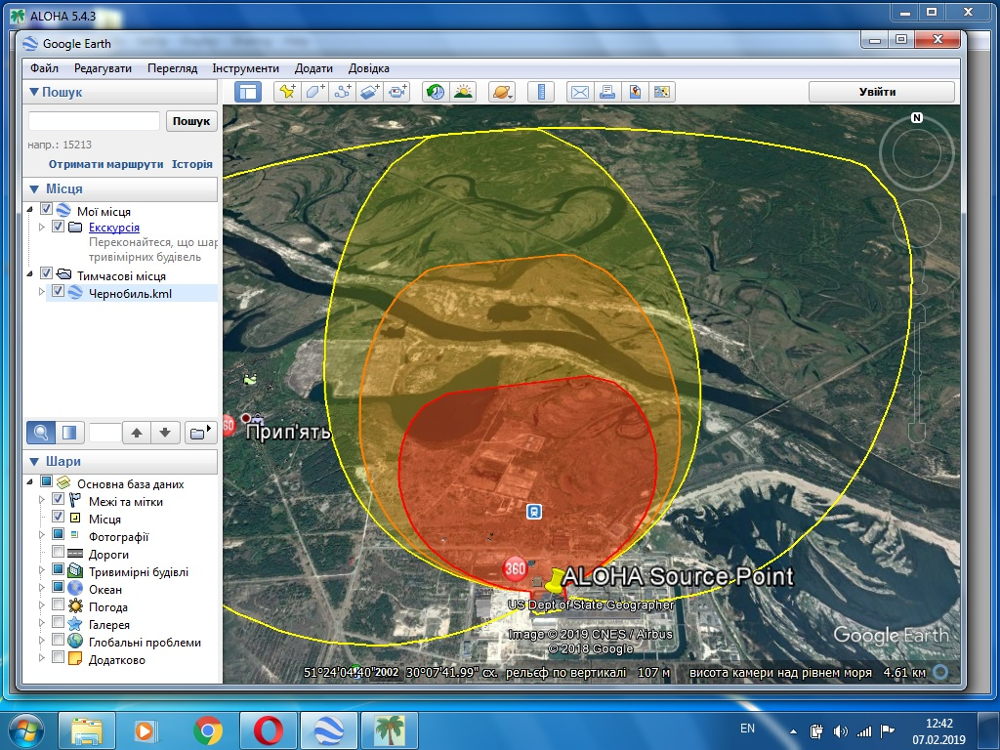 ALOHA 5.4.3
Google Earth
Файл Редагувати Перегляд Інструменти Додати Довідка
Пошук
Увійти
Пошук
напр.: 15213
Отримати маршрути Історія
Місця
Мої місця
Екскурсія
Переконайтеся, що шар
тривимірних будівель
Тимчасові місця
Чернобиль.kml
N
60
Прип'ять
Шари
Основна база даних
Межі та мітки
Місця
Фотографії
Дороги
Тривимірні будівлі
Океан
Погода
Галерея
Глобальні проблеми
Додатково
360
ALOHA Source Point
US Dept of State Geographer
Image © 2019 CNES / Airbus
© 2018 Google
Google Earth
51°24'04.40" 2002 30°07'41.99" сх. рельєф по вертикалі 107 м висота камери над рівнем моря 4.61 км
EN
12:42
07.02.2019